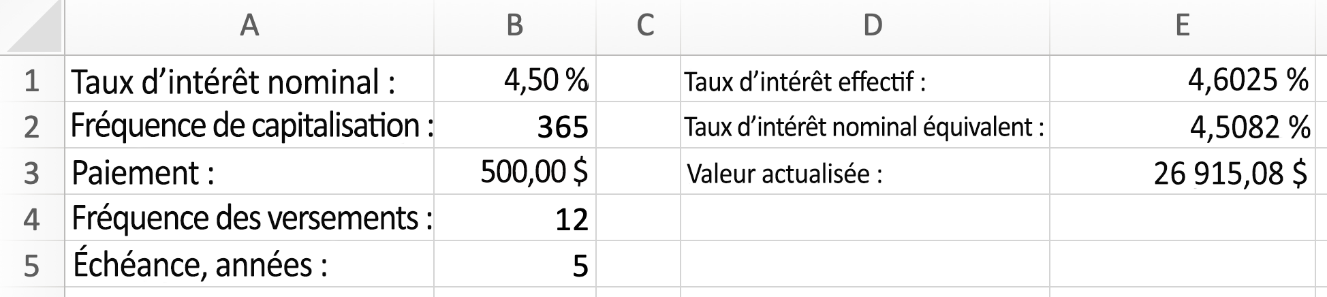 A B C D E
1 Taux d’intérêt nominal : 4,50 % Taux d’intérêt effectif : 4,6025 %
2 Fréquence de capitalisation : 365 Taux d’intérêt nominal équivalent : 4,5082 %
3 Paiement : 500,00 $ Valeur actualisée : 26 915,08 $
4 Fréquence des versements : 12
5 Échéance, années : 5